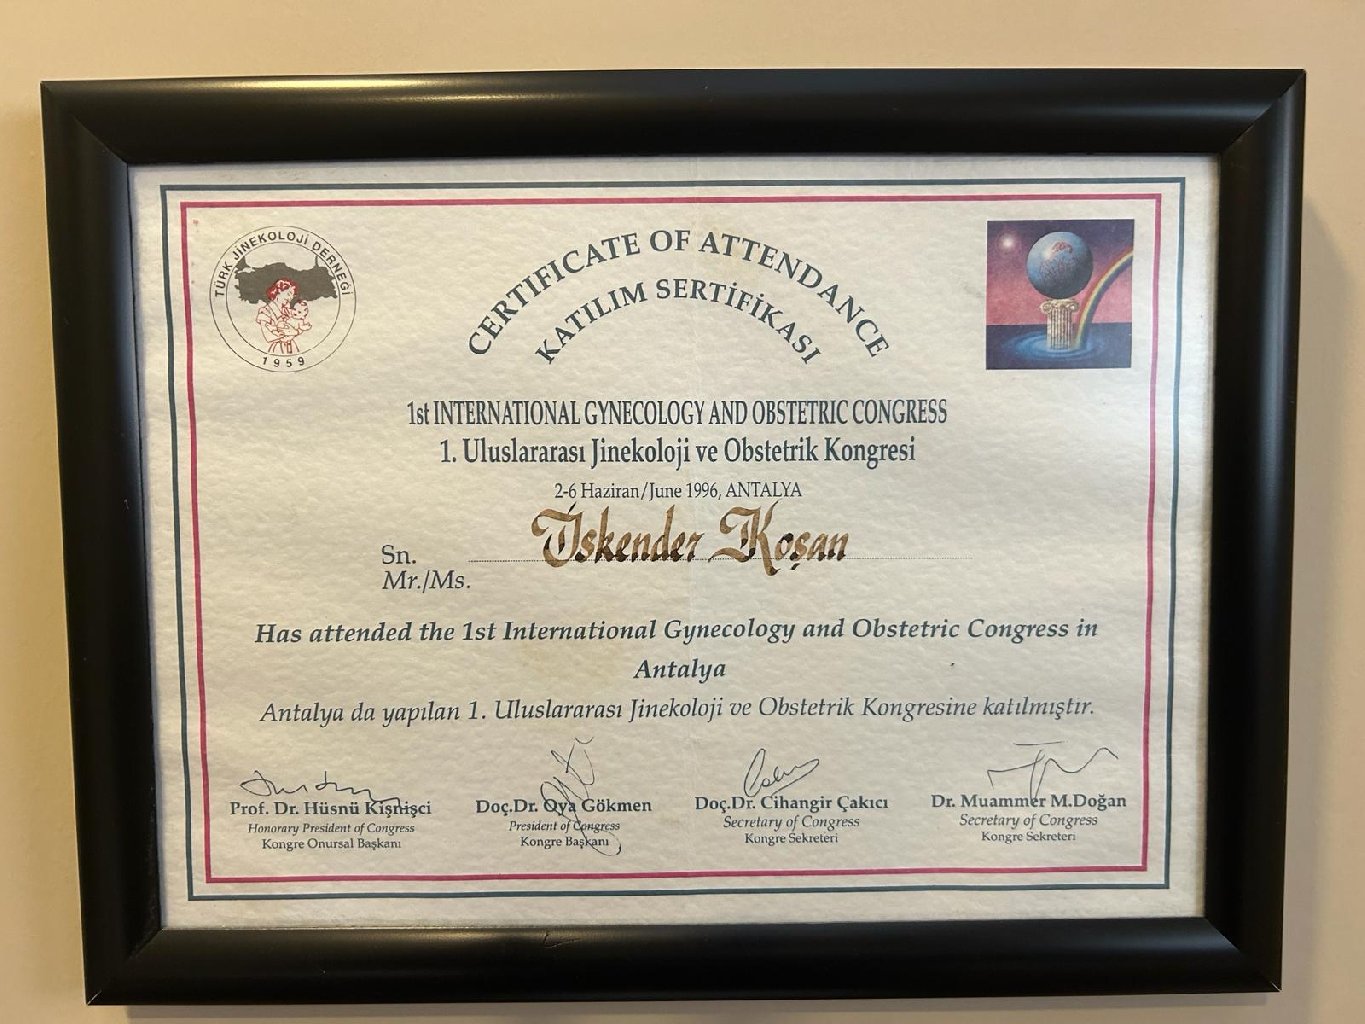 TÜRK JİNEKOLOJİ DERNEĞİ
1959
CERTIFICATE OF ATTENDANCE
KATILIM SERTİFİKASI
1st INTERNATIONAL GYNECOLOGY AND OBSTETRIC CONGRESS
1. Uluslararası Jinekoloji ve Obstetrik Kongresi
2-6 Haziran/June 1996, ANTALYA
Sn. İskender Koşan
Mr./Ms.
Has attended the 1st International Gynecology and Obstetric Congress in
Antalya
Antalya da yapılan 1. Uluslararası Jinekoloji ve Obstetrik Kongresine katılmıştır.
Prof. Dr. Hüsnü Kişnişci
Honorary President of Congress
Kongre Onursal Başkanı
Doç.Dr. Oya Gökmen
President of Congress
Kongre Başkanı
Doç.Dr. Cihangir Çakıcı
Secretary of Congress
Kongre Sekreteri
Dr. Muammer M.Doğan
Secretary of Congress
Kongre Sekreteri